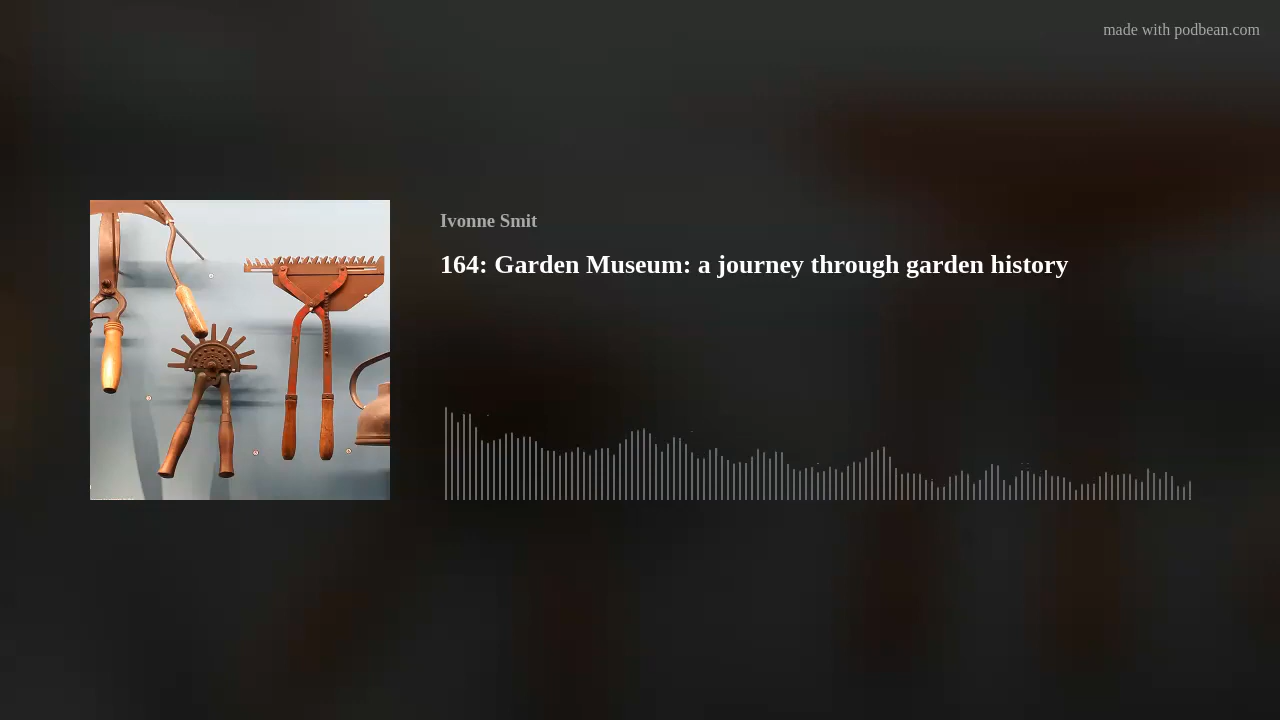 made with podbean.com
Ivonne Smit
164: Garden Museum: a journey through garden history